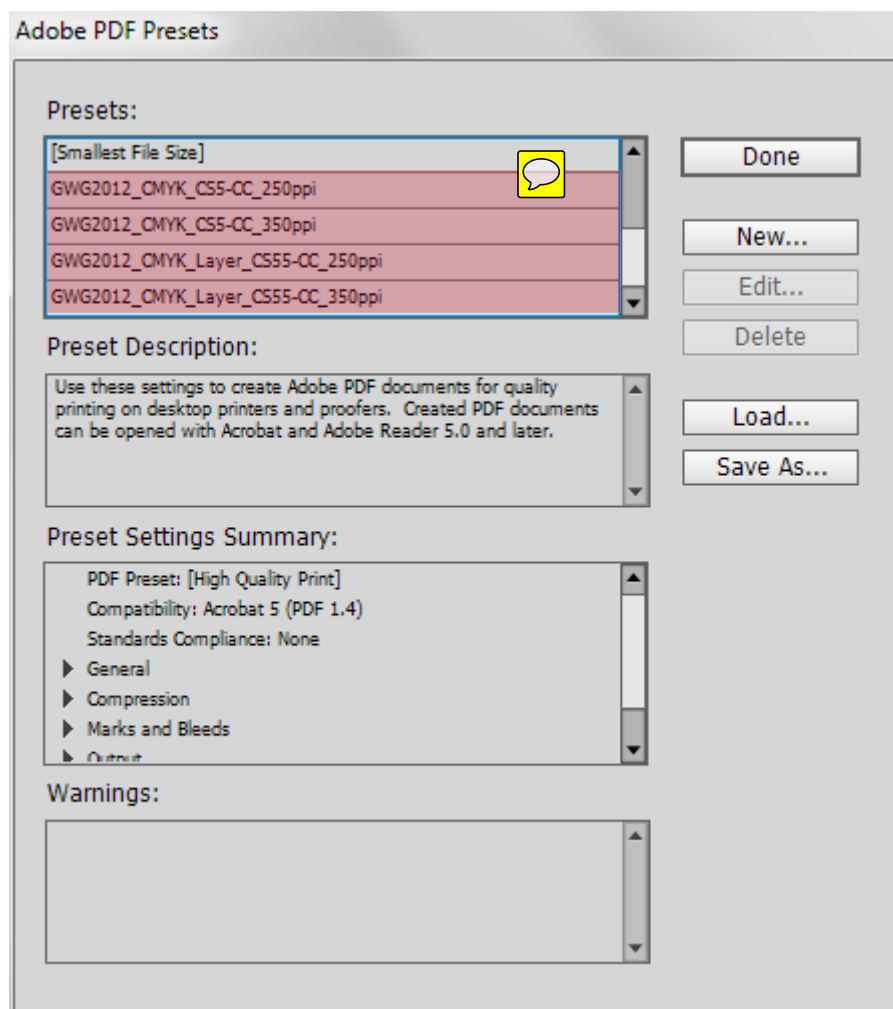 Adobe PDF Presets
Presets:
[Smallest File Size]
GWG2012_CMYK_CS5-CC_250ppi
GWG2012_CMYK_CS5-CC_350ppi
GWG2012_CMYK_Layer_CS55-CC_250ppi
GWG2012_CMYK_Layer_CS55-CC_350ppi
Done
New...
Edit...
Delete
Load...
Save As...
Preset Description:
Use these settings to create Adobe PDF documents for quality
printing on desktop printers and proofers. Created PDF documents
can be opened with Acrobat and Adobe Reader 5.0 and later.
Preset Settings Summary:
PDF Preset: [High Quality Print]
Compatibility: Acrobat 5 (PDF 1.4)
Standards Compliance: None
General
Compression
Marks and Bleeds
Output
Warnings: